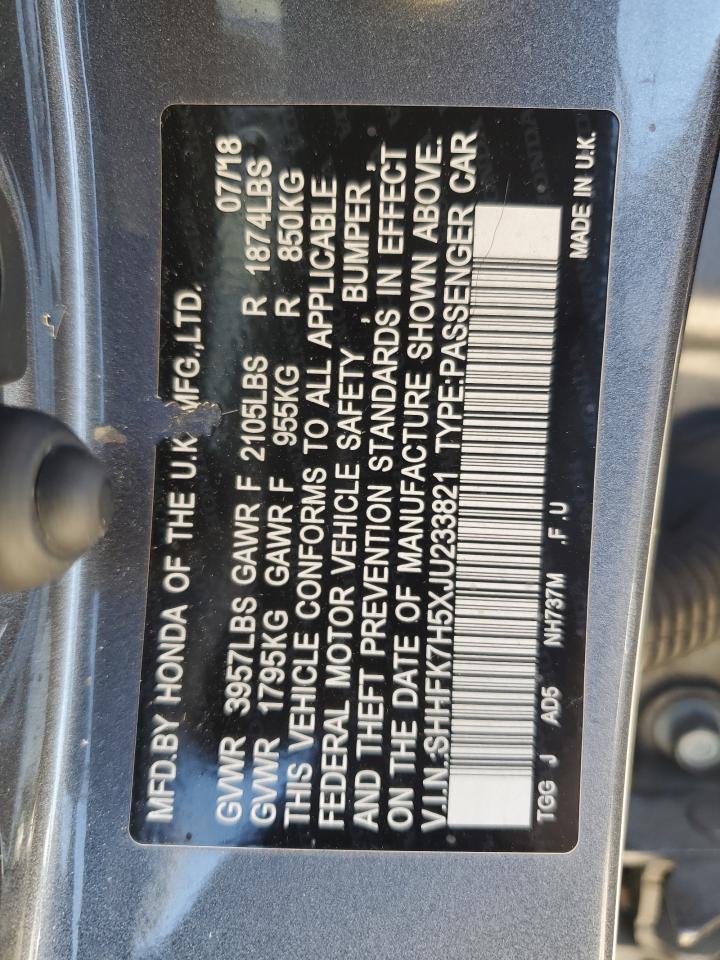 MFD.BY HONDA OF THE U.K. MFG.,LTD. 07/18
GVWR 3957LBS GAWR F 2105LBS R 1874LBS
GVWR 1795KG GAWR F 955KG R 850KG
THIS VEHICLE CONFORMS TO ALL APPLICABLE
FEDERAL MOTOR VEHICLE SAFETY , BUMPER ,
AND THEFT PREVENTION STANDARDS IN EFFECT
ON THE DATE OF MANUFACTURE SHOWN ABOVE.
V.I.N.:SHHFK7H5XJU233821 TYPE:PASSENGER CAR
TGG J AD5 NH737M .F .U MADE IN U.K.